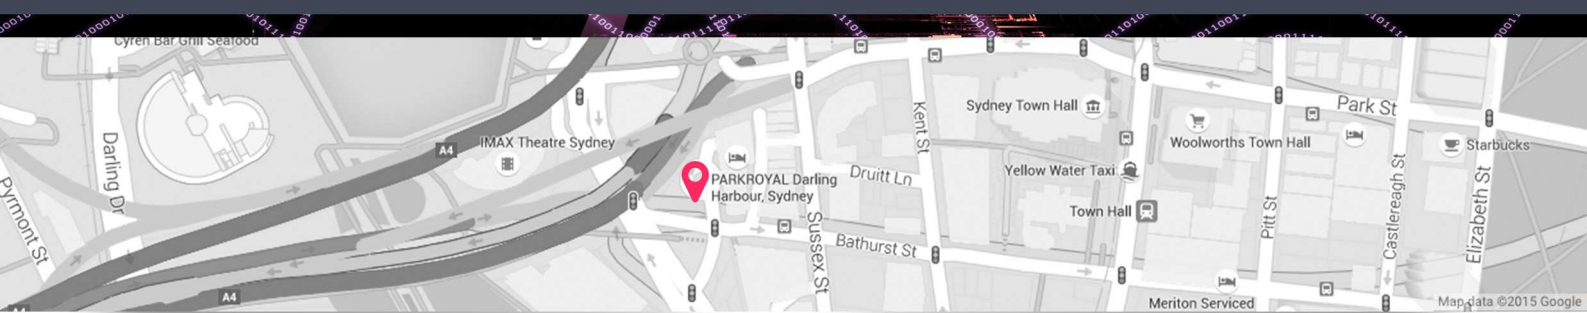 Cyren Bar Grill Seafood
Darling Dr
Pyrmont St
A4
IMAX Theatre Sydney
PARKROYAL Darling
Harbour, Sydney
A4
A4
Sussex St
Kent St
Druitt Ln
Bathurst St
Sydney Town Hall
Yellow Water Taxi
Town Hall
Woolworths Town Hall
Park St
Starbucks
Pitt St
Castlereagh St
Elizabeth St
Meriton Serviced
Map data ©2015 Google